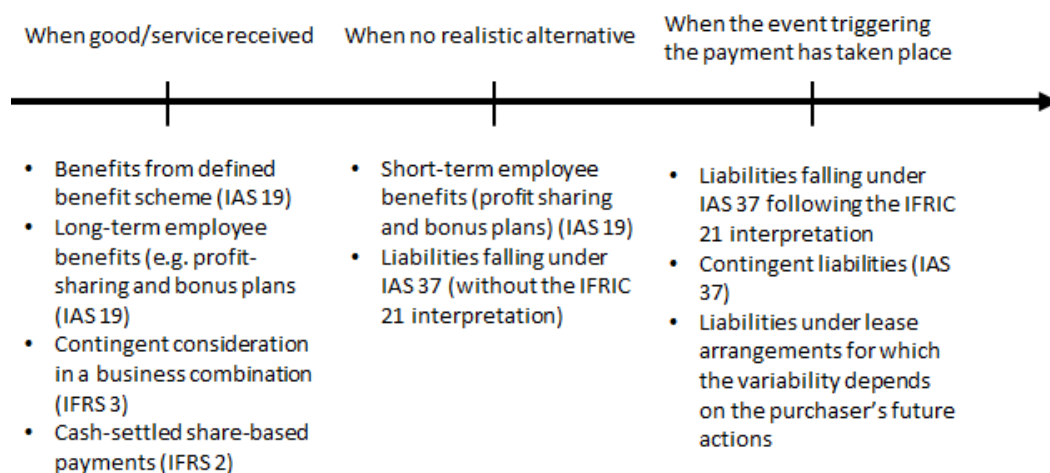 When good/service received
When no realistic alternative
When the event triggering
the payment has taken place
• Benefits from defined
benefit scheme (IAS 19)
• Long-term employee
benefits (e.g. profit-
sharing and bonus plans
(IAS 19)
• Contingent consideration
in a business combination
(IFRS 3)
• Cash-settled share-based
payments (IFRS 2)
• Short-term employee
benefits (profit sharing
and bonus plans) (IAS 19)
• Liabilities falling under
IAS 37 (without the IFRIC
21 interpretation)
• Liabilities falling under
IAS 37 following the IFRIC
21 interpretation
• Contingent liabilities (IAS
37)
• Liabilities under lease
arrangements for which
the variability depends
on the purchaser's future
actions